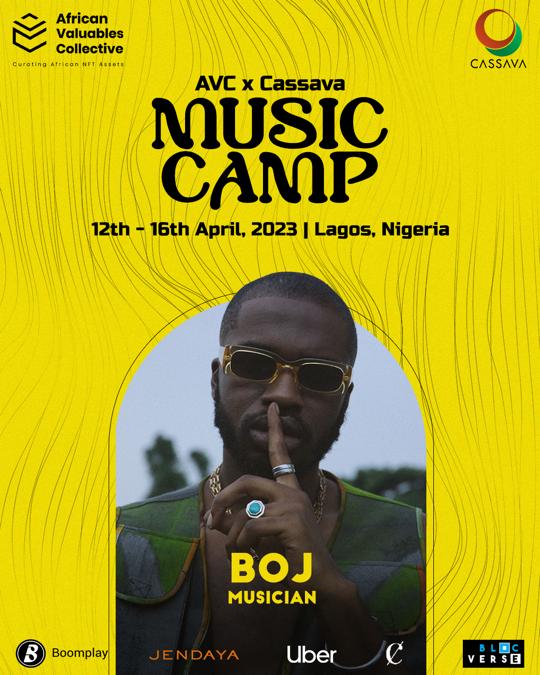 African
Valuables
Collective
Curating African NFT Assets
CASSAVA
AVC x Cassava
MUSIC
CAMP
12th - 16th April, 2023 | Lagos, Nigeria
BOJ
MUSICIAN
B Boomplay
JENDAYA
Uber
BLOC
VERSE